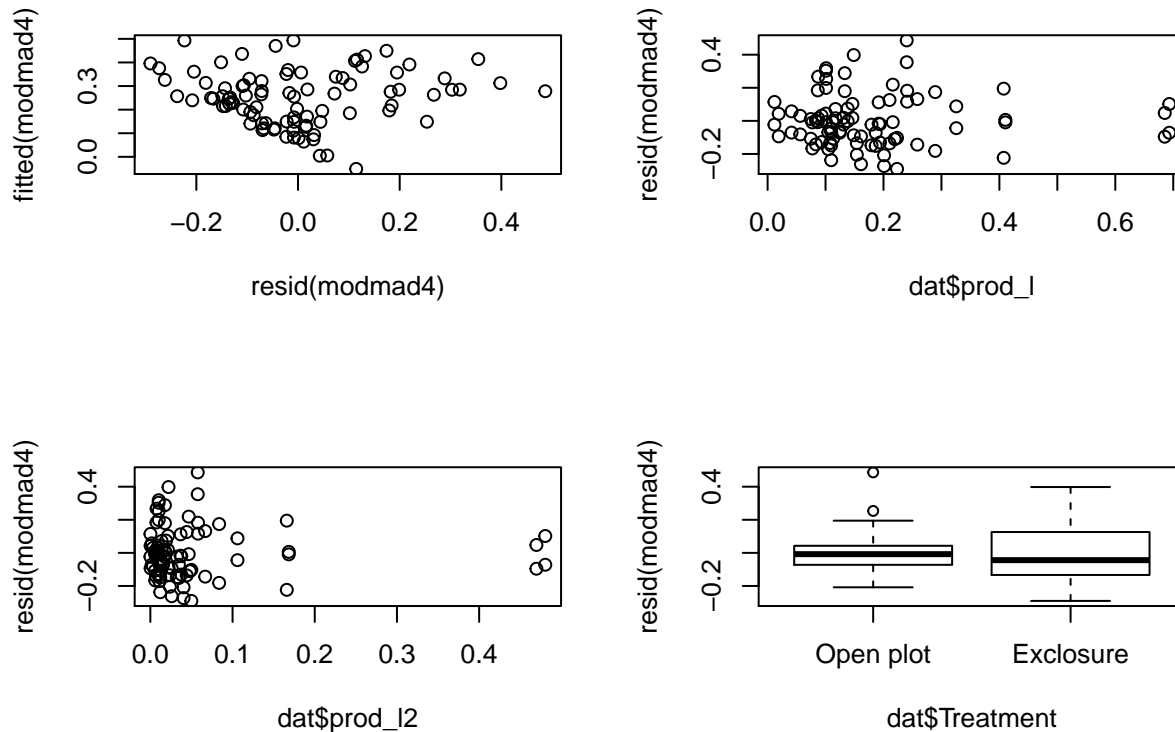 fitted(modmad4)
0.0 0.3
−0.2 0.0 0.2 0.4
resid(modmad4)
resid(modmad4)
−0.2 0.4
0.0 0.2 0.4 0.6
dat$prod_l
resid(modmad4)
−0.2 0.4
0.0 0.1 0.2 0.3 0.4
dat$prod_l2
resid(modmad4)
−0.2 0.4
Open plot Exclosure
dat$Treatment